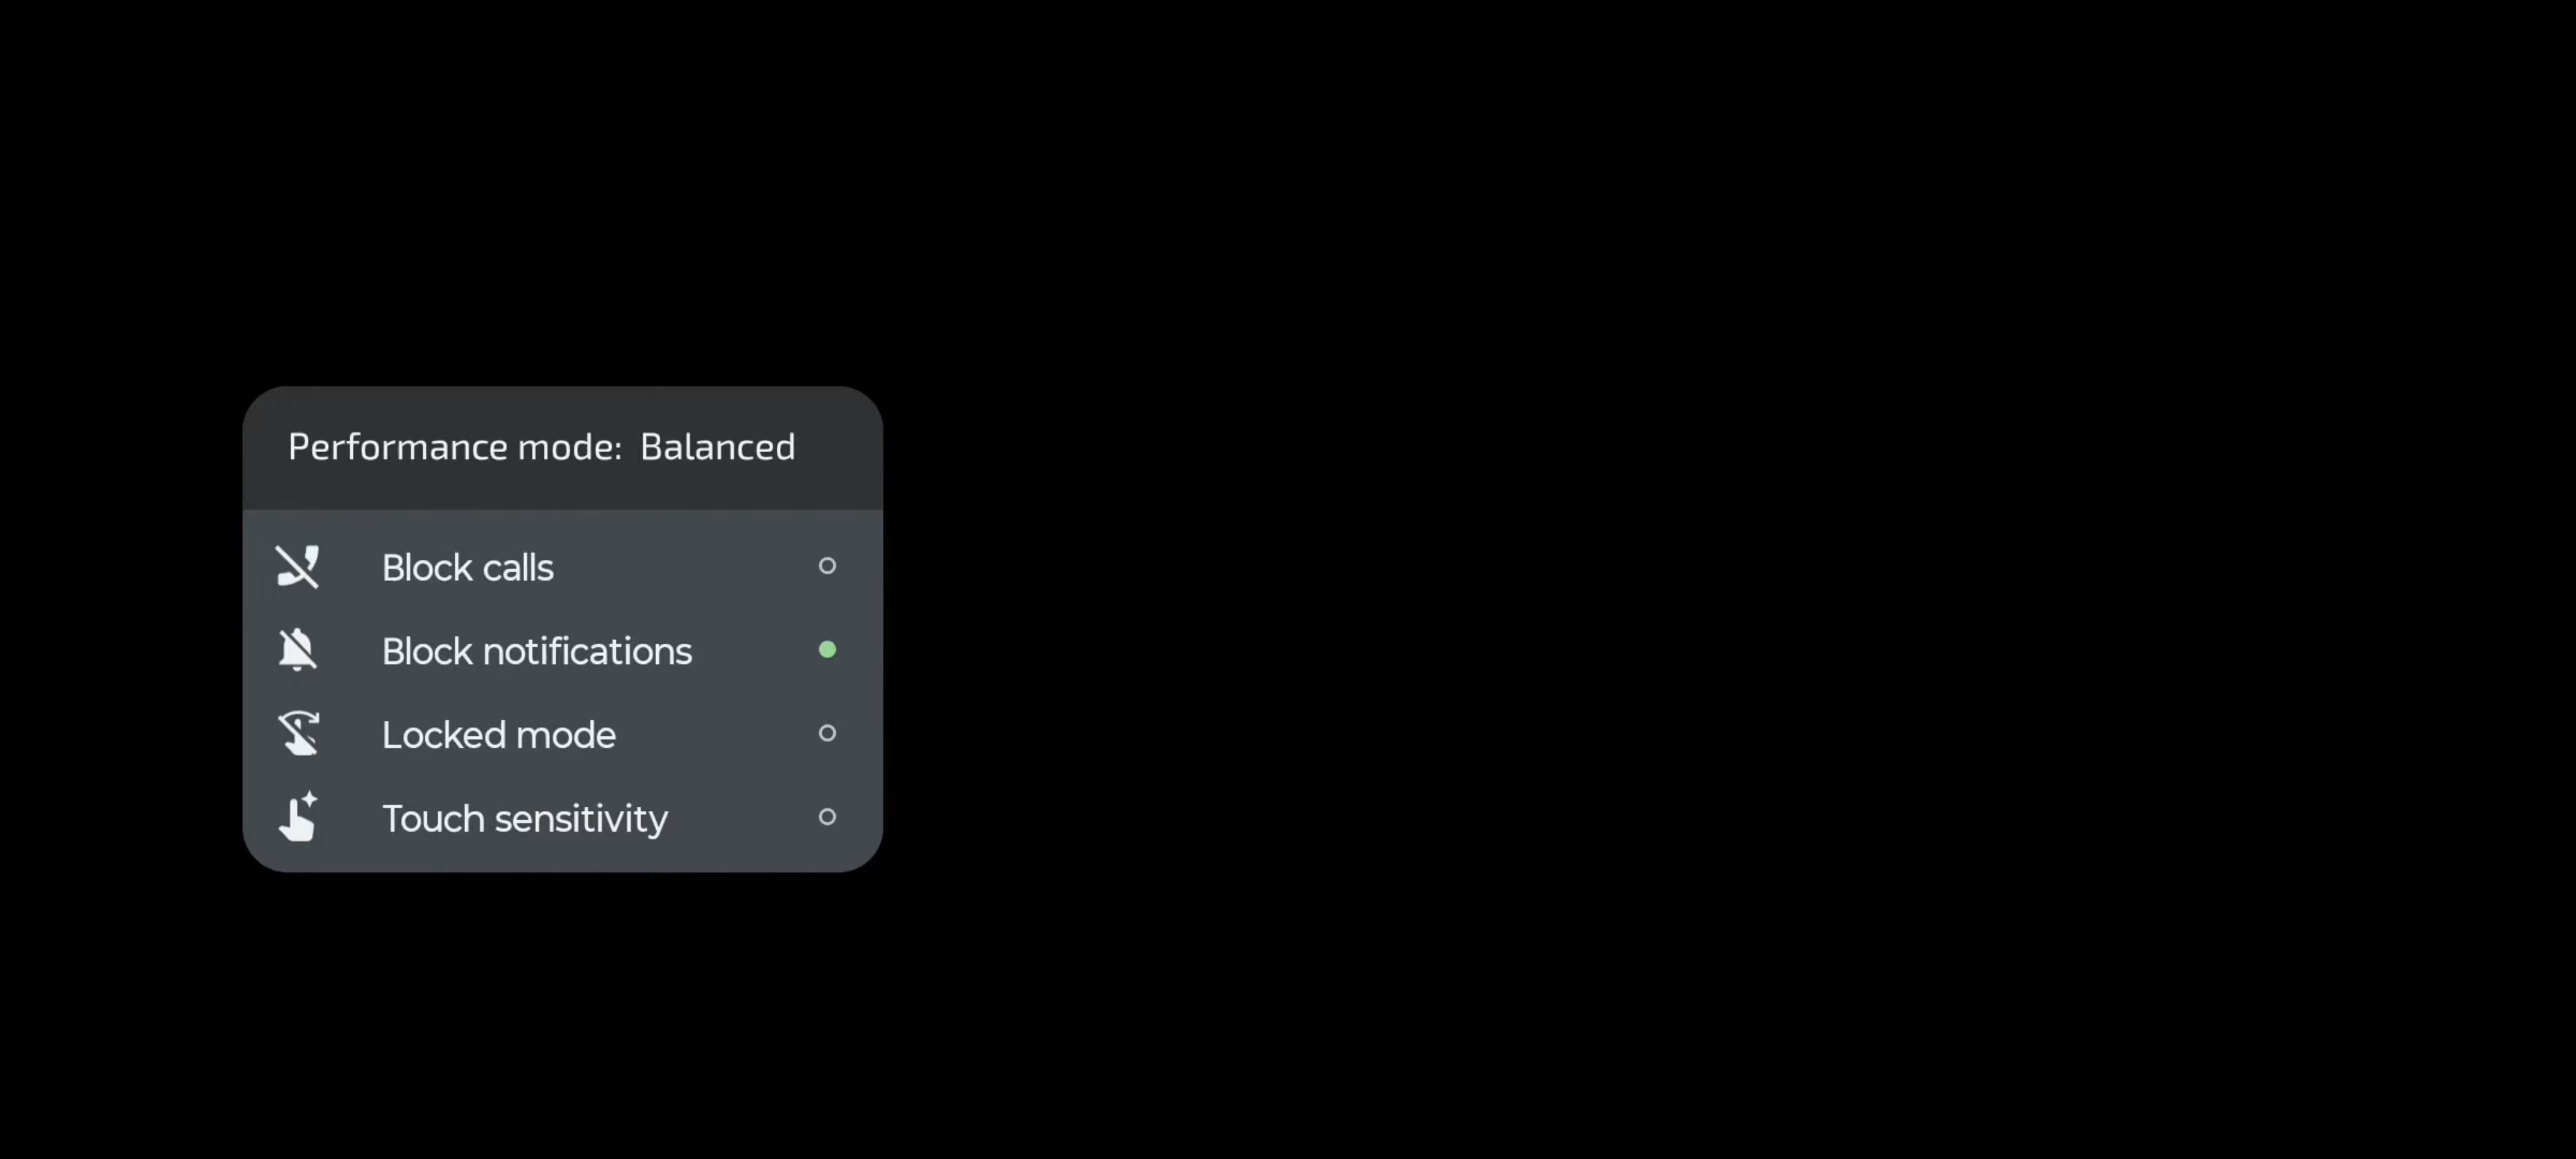 Performance mode: Balanced
Block calls
Block notifications
Locked mode
Touch sensitivity